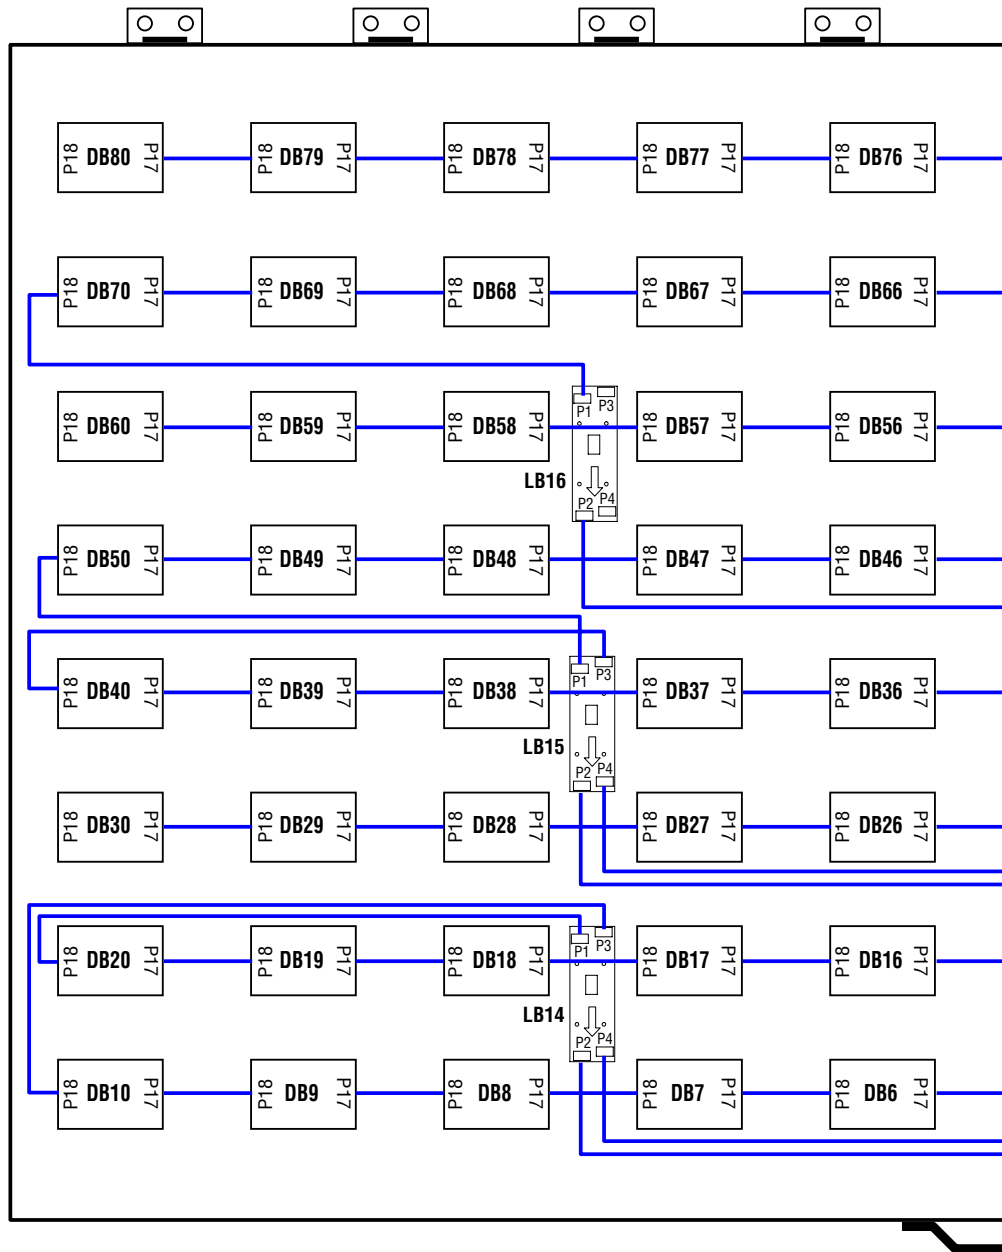 P18 DB80 P17 P18 DB79 P17 P18 DB78 P17 P18 DB77 P17 P18 DB76 P17
P18 DB70 P17 P18 DB69 P17 P18 DB68 P17 P18 DB67 P17 P18 DB66 P17
P1 P3
P18 DB60 P17 P18 DB59 P17 P18 DB58 P17 P18 DB57 P17 P18 DB56 P17
LB16
P2 P4
P18 DB50 P17 P18 DB49 P17 P18 DB48 P17 P18 DB47 P17 P18 DB46 P17
P1 P3
P18 DB40 P17 P18 DB39 P17 P18 DB38 P17 P18 DB37 P17 P18 DB36 P17
LB15
P2 P4
P18 DB30 P17 P18 DB29 P17 P18 DB28 P17 P18 DB27 P17 P18 DB26 P17
P1 P3
P18 DB20 P17 P18 DB19 P17 P18 DB18 P17 P18 DB17 P17 P18 DB16 P17
LB14
P2 P4
P18 DB10 P17 P18 DB9 P17 P18 DB8 P17 P18 DB7 P17 P18 DB6 P17